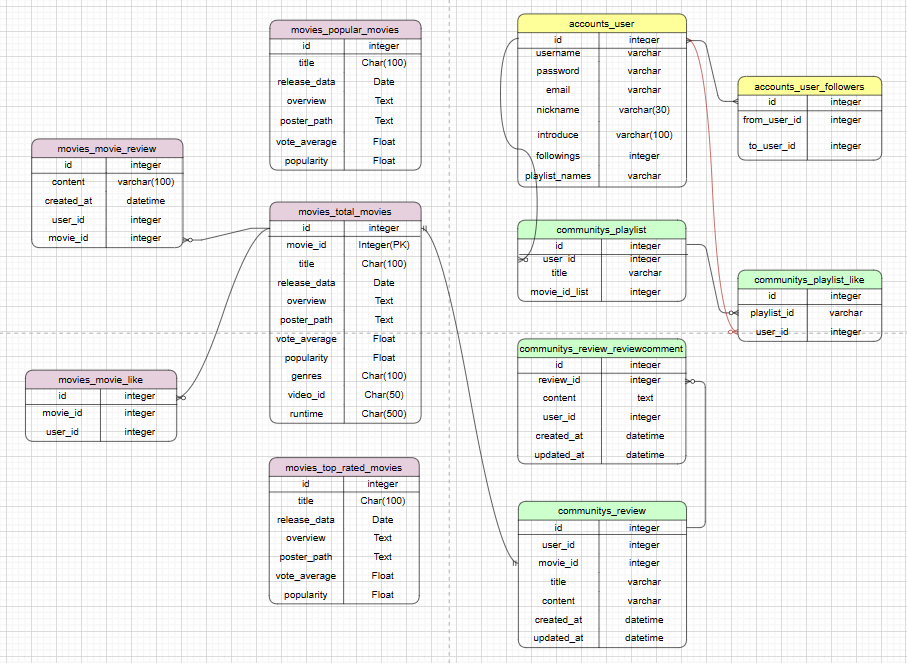 movies_popular_movies
id integer
title Char(100)
release_data Date
overview Text
poster_path Text
vote_average Float
popularity Float
accounts_user
id integer
username varchar
password varchar
email varchar
nickname varchar(30)
introduce varchar(100)
followings integer
playlist_names varchar
accounts_user_followers
id integer
from_user_id integer
to_user_id integer
movies_movie_review
id integer
content varchar(100)
created_at datetime
user_id integer
movie_id integer
movies_total_movies
id integer
movie_id Integer(PK)
title Char(100)
release_data Date
overview Text
poster_path Text
vote_average Float
popularity Float
genres Char(100)
video_id Char(50)
runtime Char(500)
communitys_playlist
id integer
user_id integer
title varchar
movie_id_list integer
communitys_playlist_like
id integer
playlist_id varchar
user_id integer
movies_movie_like
id integer
movie_id integer
user_id integer
communitys_review_reviewcomment
id integer
review_id integer
content text
user_id integer
created_at datetime
updated_at datetime
movies_top_rated_movies
id integer
title Char(100)
release_data Date
overview Text
poster_path Text
vote_average Float
popularity Float
communitys_review
id integer
user_id integer
movie_id integer
title varchar
content varchar
created_at datetime
updated_at datetime